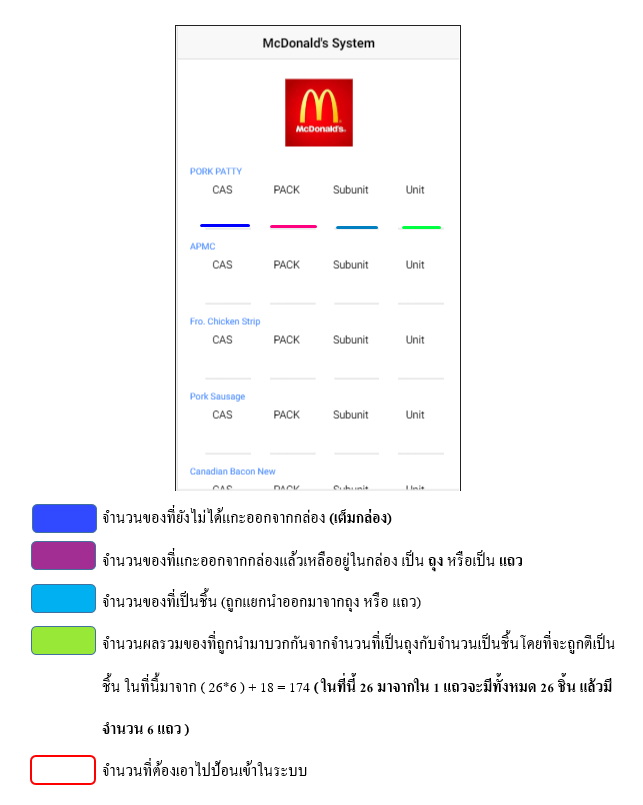 McDonald's System
McDonald's.
PORK PATTY
CAS PACK Subunit Unit
APMC
CAS PACK Subunit Unit
Fro. Chicken Strip
CAS PACK Subunit Unit
Pork Sausage
CAS PACK Subunit Unit
Canadian Bacon New
CAS PACK Subunit Unit
จำนวนของที่ยังไม่ได้แกะออกจากกล่อง (เต็มกล่อง)
จำนวนของที่แกะออกจากกล่องแล้วเหลืออยู่ในกล่อง เป็น ถุง หรือเป็น แถว
จำนวนของที่เป็นชิ้น (ถูกแยกนำออกมาจากถุง หรือ แถว)
จำนวนผลรวมของที่ถูกนำมาบวกกันจากจำนวนที่เป็นถุงกับจำนวนเป็นชิ้นโดยที่จะถูกตีเป็น
ชิ้น ในที่นี้มาจาก ( 26*6 ) + 18 = 174 ( ในที่นี้ 26 มาจากใน 1 แถวจะมีทั้งหมด 26 ชิ้น แล้วมี
จำนวน 6 แถว )
จำนวนที่ต้องเอาไปป้อนเข้าในระบบ